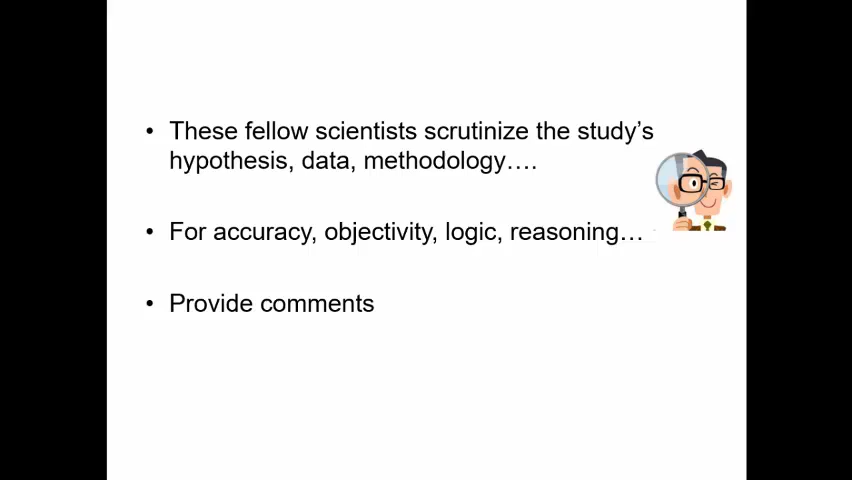 • These fellow scientists scrutinize the study’s
hypothesis, data, methodology….
• For accuracy, objectivity, logic, reasoning…
• Provide comments